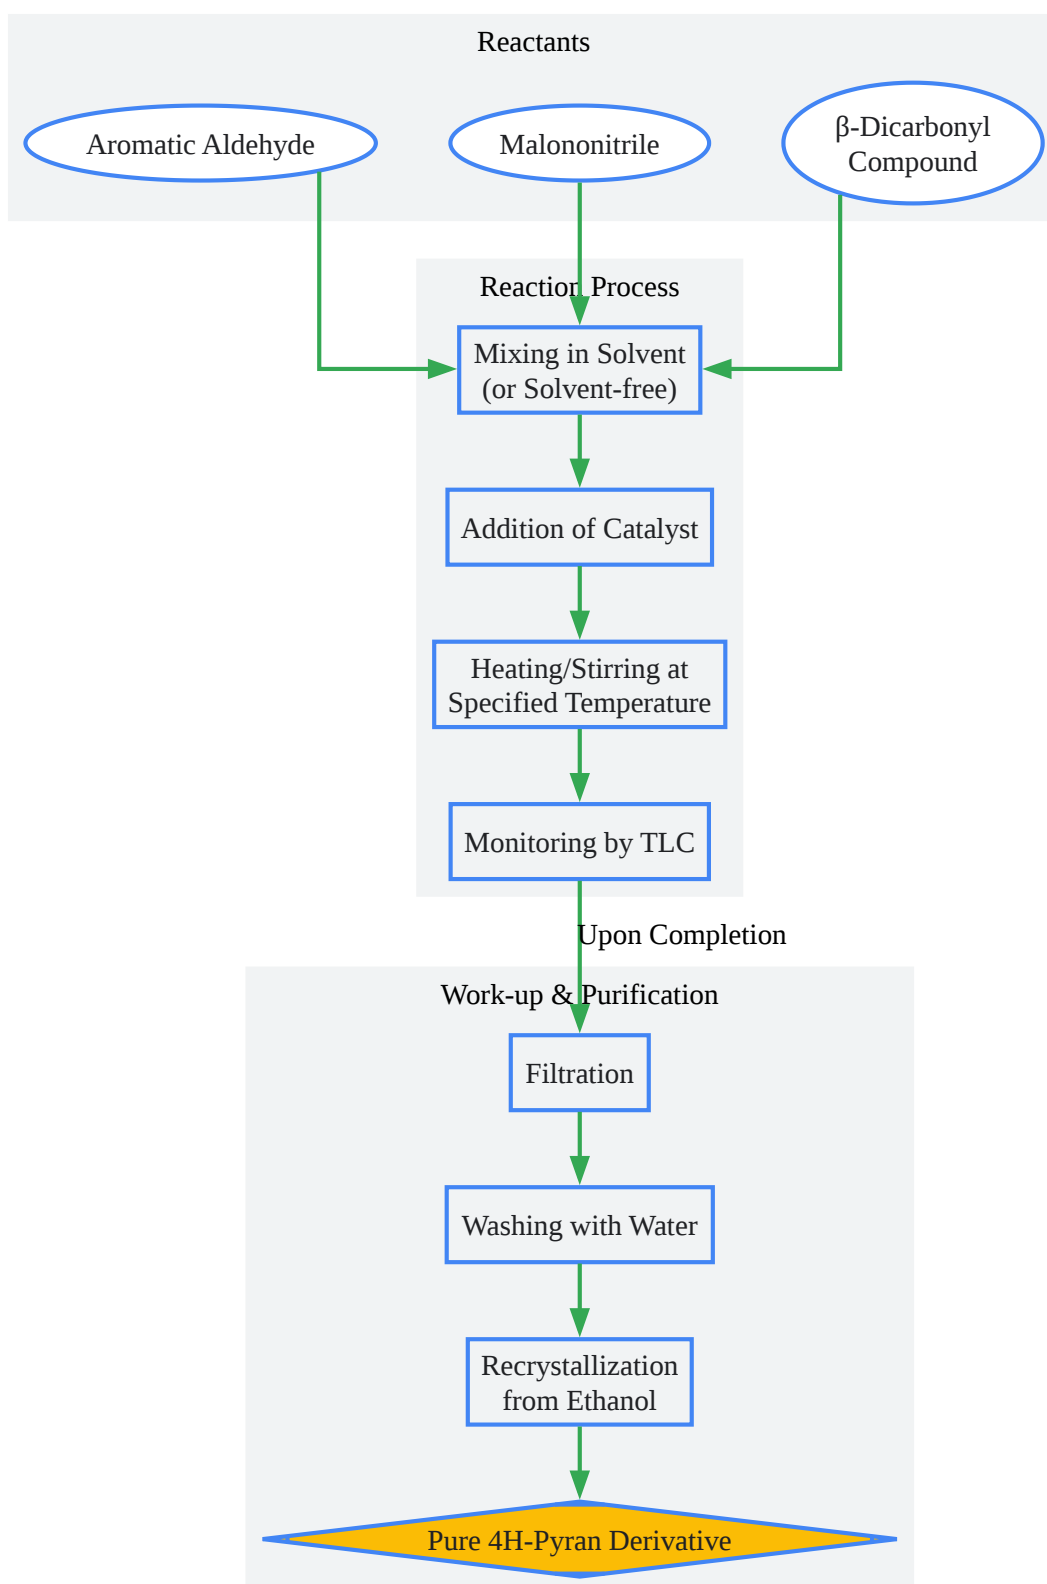 Reactants
Aromatic Aldehyde
Malononitrile
β-Dicarbonyl
Compound
Reaction Process
Mixing in Solvent
(or Solvent-free)
Addition of Catalyst
Heating/Stirring at
Specified Temperature
Monitoring by TLC
Upon Completion
Work-up & Purification
Filtration
Washing with Water
Recrystallization
from Ethanol
Pure 4H-Pyran Derivative